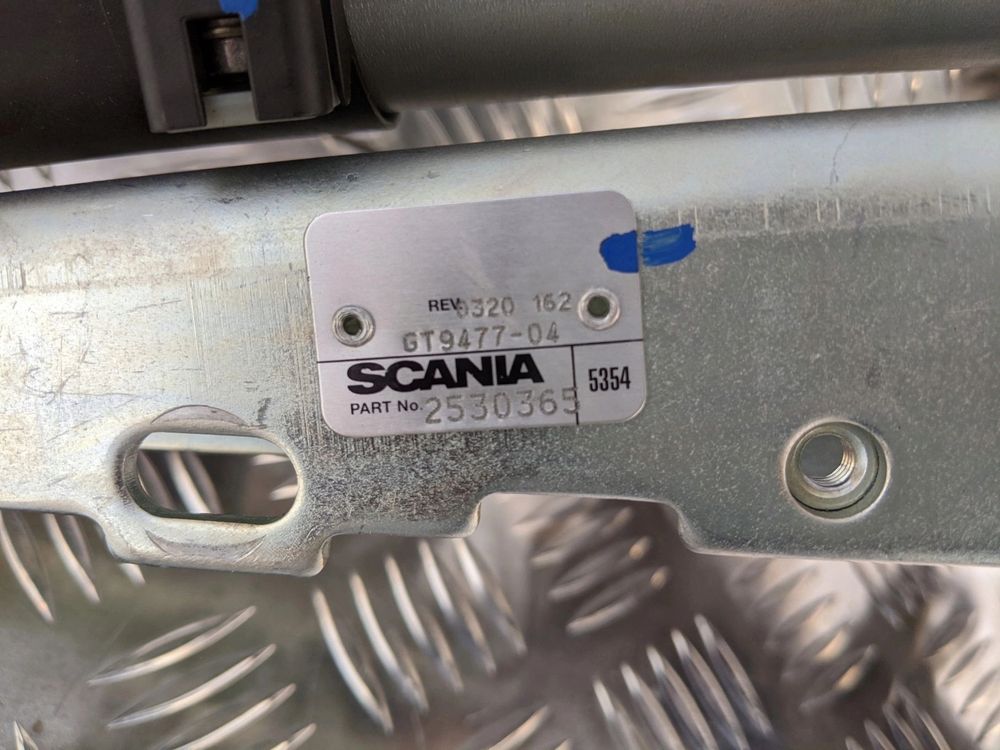 REV. 0320 162
GT9477-04
SCANIA
5354
PART No. 2530365